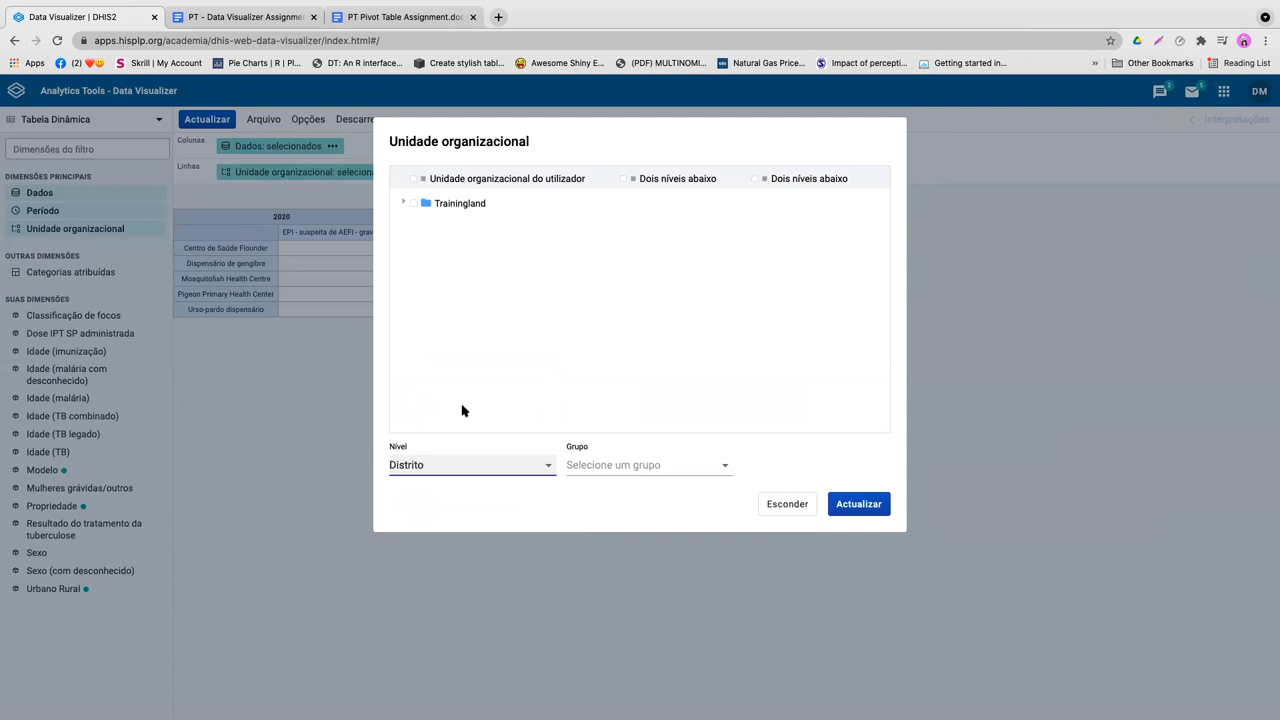 Data Visualizer | DHIS2
PT - Data Visualizer Assignme
PT Pivot Table Assignment.doc
apps.hisplp.org/academia/dhis-web-data-visualizer/index.html#/
Apps
(2)❤️😄
Skrill | My Account
Pie Charts | R | Pl...
DT: An R interface...
Create stylish tabl...
Awesome Shiny E...
(PDF) MULTINOMI...
Natural Gas Price...
Impact of percepti...
Getting started in...
»
Other Bookmarks
Reading List
Analytics Tools - Data Visualizer
DM
Tabela Dinâmica
Actualizar
Arquivo
Opções
Descarre
Interpretações
Dimensões do filtro
Colunas
Dados: selecionados
Linhas
Unidade organizacional: seleciona
DIMENSÕES PRINCIPAIS
Dados
Período
Unidade organizacional
OUTRAS DIMENSÕES
Categorias atribuídas
SUAS DIMENSÕES
Classificação de focos
Dose IPT SP administrada
Idade (imunização)
Idade (malária com
desconhecido)
Idade (malária)
Idade (TB combinado)
Idade (TB legado)
Idade (TB)
Modelo
Mulheres grávidas/outros
Propriedade
Resultado do tratamento da
tuberculose
Sexo
Sexo (com desconhecido)
Urbano Rural
2020
EPI - suspeita de AEFI - grav
Centro de Saúde Flounder
Dispensário de gengibre
Mosquitofish Health Centre
Pigeon Primary Health Center
Urso-pardo dispensário
Unidade organizacional
Unidade organizacional do utilizador
Dois níveis abaixo
Dois níveis abaixo
Trainingland
Nível
Distrito
Grupo
Selecione um grupo
Esconder
Actualizar